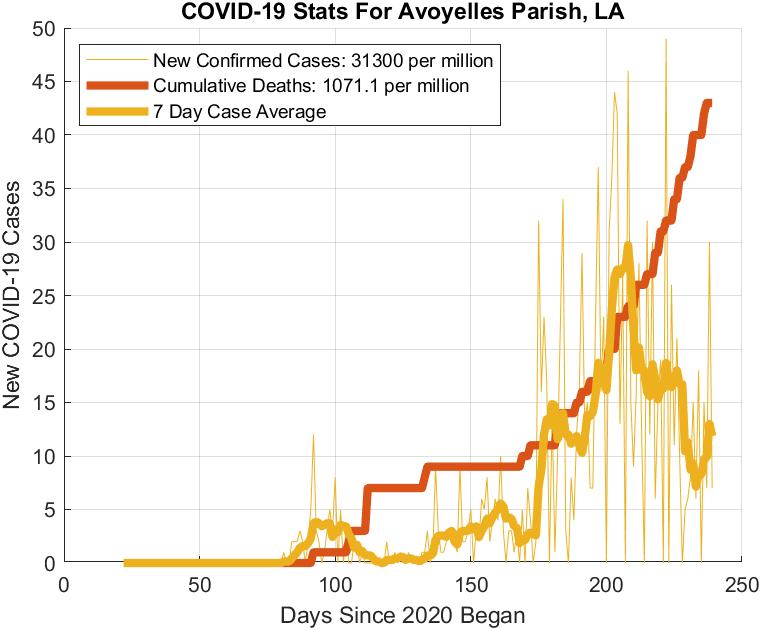 COVID-19 Stats For Avoyelles Parish, LA
New Confirmed Cases: 31300 per million
Cumulative Deaths: 1071.1 per million
7 Day Case Average
New COVID-19 Cases
50
45
40
35
30
25
20
15
10
5
0
0 50 100 150 200 250
Days Since 2020 Began